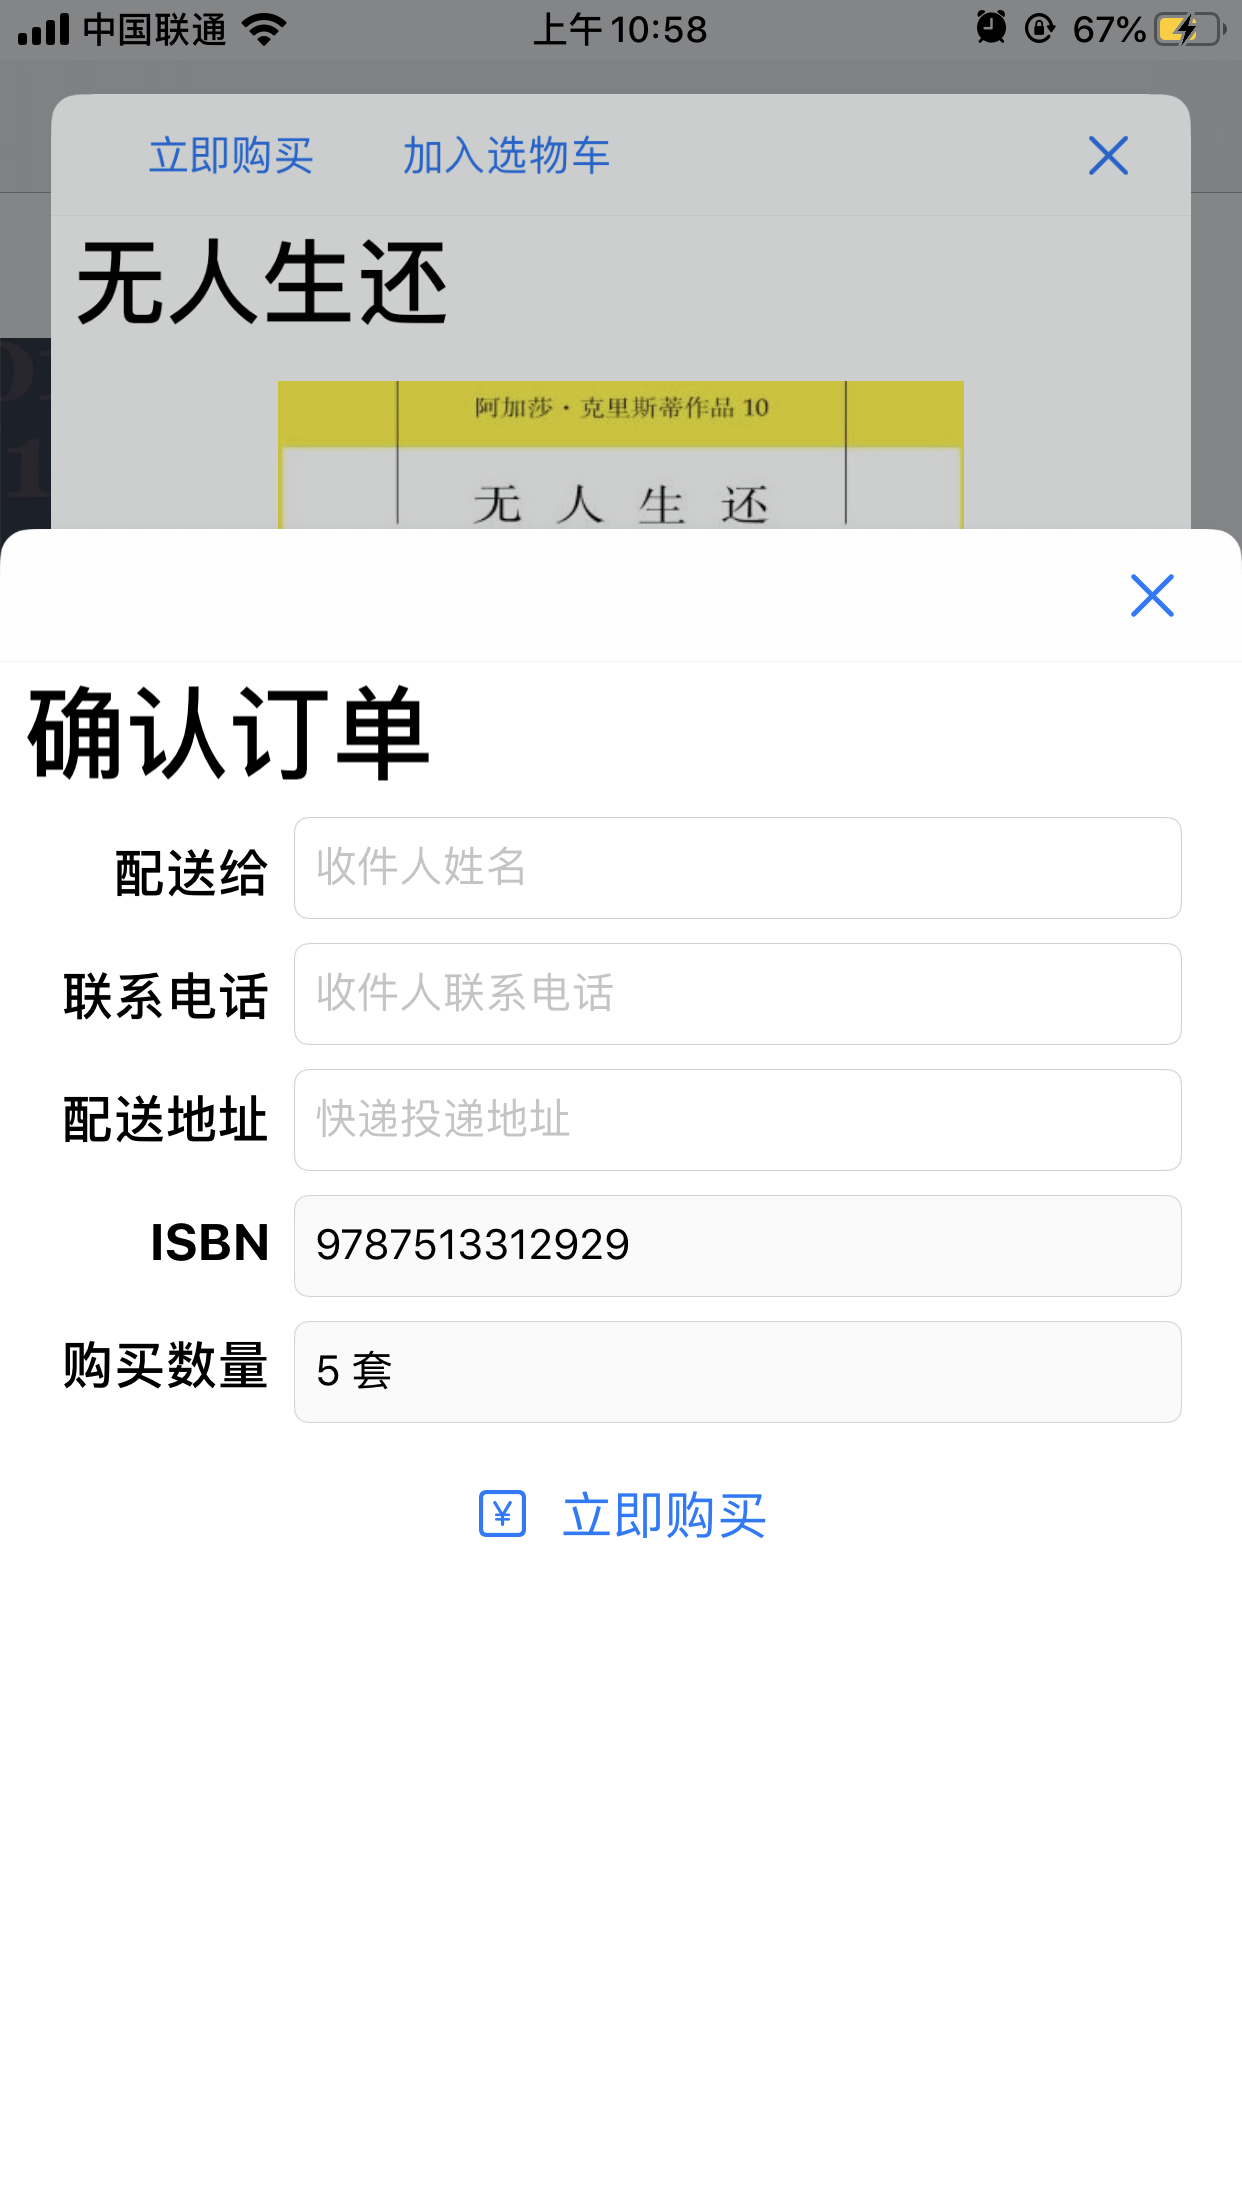 中国联通 上午10:58 67%
立即购买 加入选物车
无人生还
阿加莎·克里斯蒂作品 10
无人生还
确认订单
配送给 收件人姓名
联系电话 收件人联系电话
配送地址 快递投递地址
ISBN 9787513312929
购买数量 5 套
¥ 立即购买